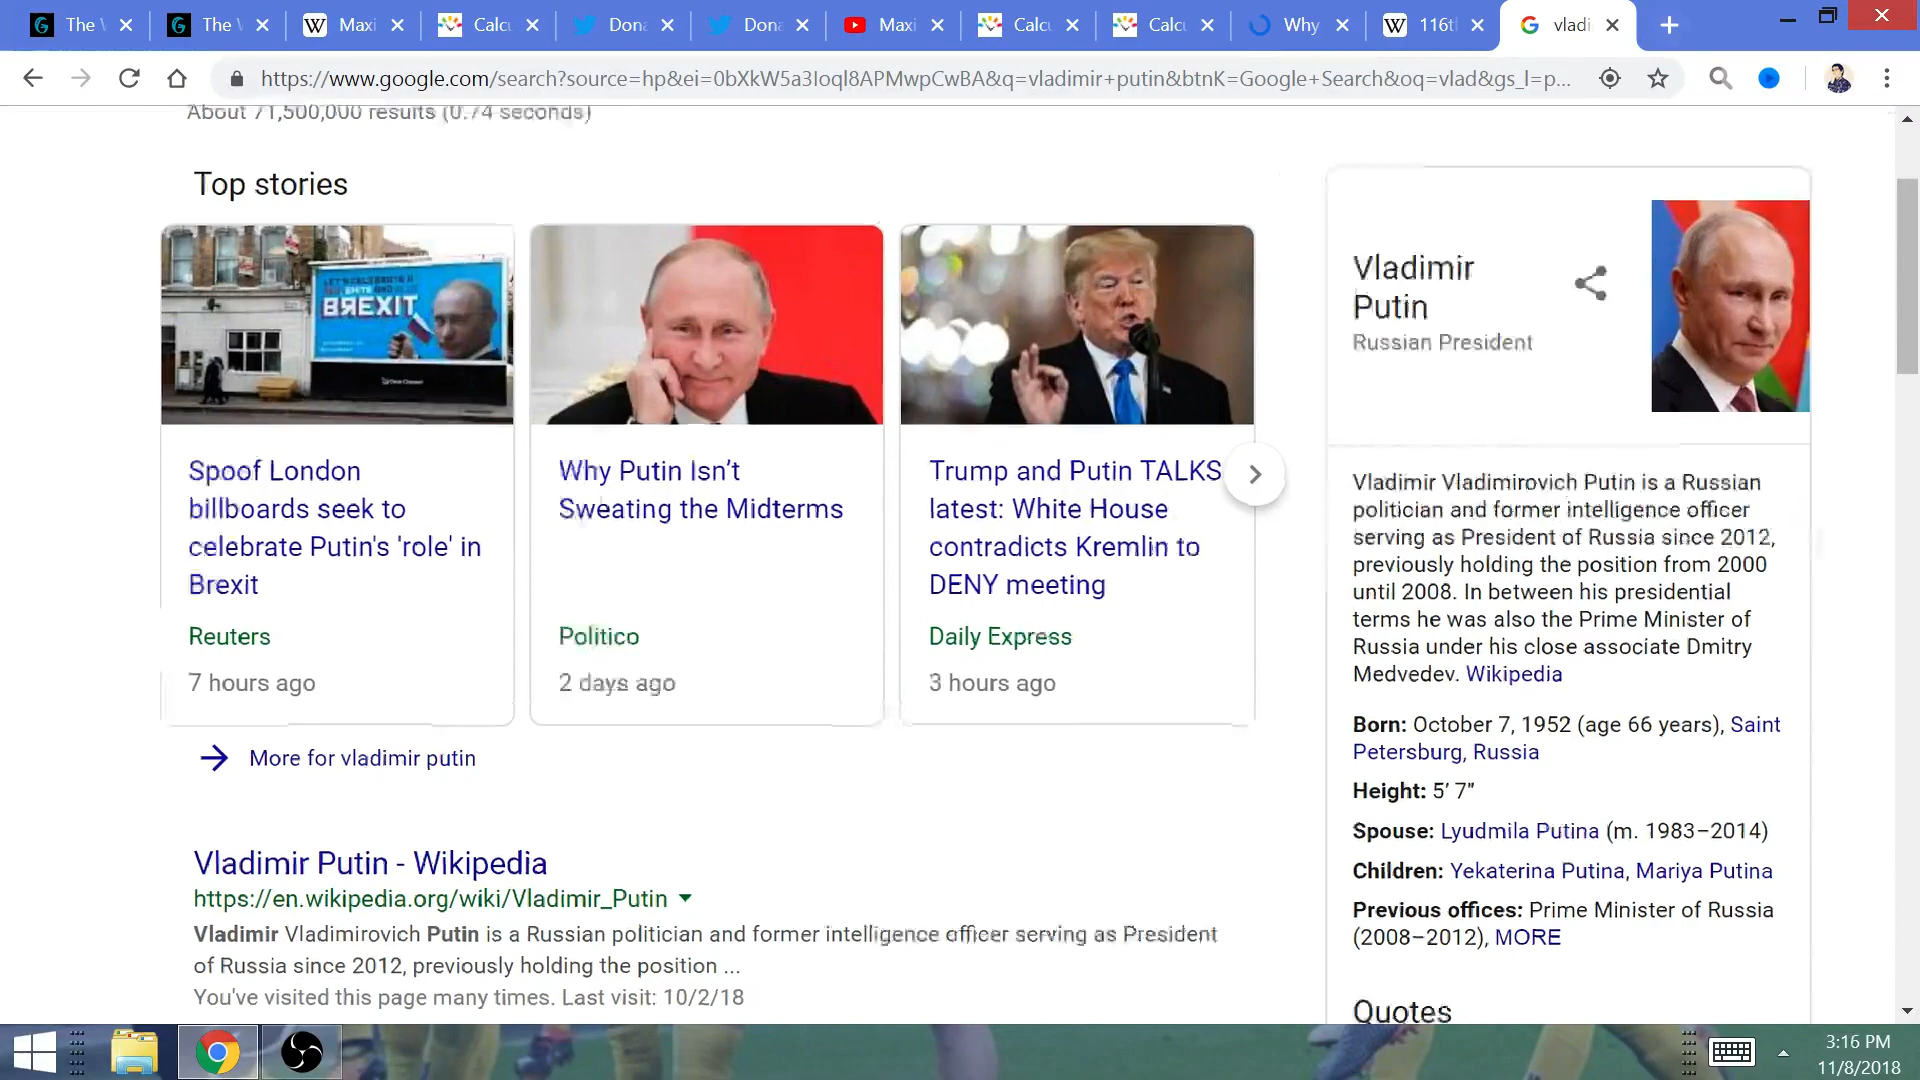 The
The
Maxi
Calcu
Dona
Dona
Maxi
Calcu
Calcu
Why
116t
vladi
https://www.google.com/search?source=hp&ei=0bXkW5a3Ioql8APMwpCwBA&q=vladimir+putin&btnK=Google+Search&oq=vlad&gs_l=p...
About 71,500,000 results (0.74 seconds)
Top stories
BREXIT
Spoof London
billboards seek to
celebrate Putin's 'role' in
Brexit
Reuters
7 hours ago
Why Putin Isn't
Sweating the Midterms
Politico
2 days ago
Trump and Putin TALKS
latest: White House
contradicts Kremlin to
DENY meeting
Daily Express
3 hours ago
More for vladimir putin
Vladimir Putin - Wikipedia
https://en.wikipedia.org/wiki/Vladimir_Putin
Vladimir Vladimirovich Putin is a Russian politician and former intelligence officer serving as President
of Russia since 2012, previously holding the position ...
You've visited this page many times. Last visit: 10/2/18
Vladimir
Putin
Russian President
Vladimir Vladimirovich Putin is a Russian
politician and former intelligence officer
serving as President of Russia since 2012,
previously holding the position from 2000
until 2008. In between his presidential
terms he was also the Prime Minister of
Russia under his close associate Dmitry
Medvedev. Wikipedia
Born: October 7, 1952 (age 66 years), Saint
Petersburg, Russia
Height: 5′ 7″
Spouse: Lyudmila Putina (m. 1983–2014)
Children: Yekaterina Putina, Mariya Putina
Previous offices: Prime Minister of Russia
(2008–2012), MORE
Quotes
3:16 PM
11/8/2018